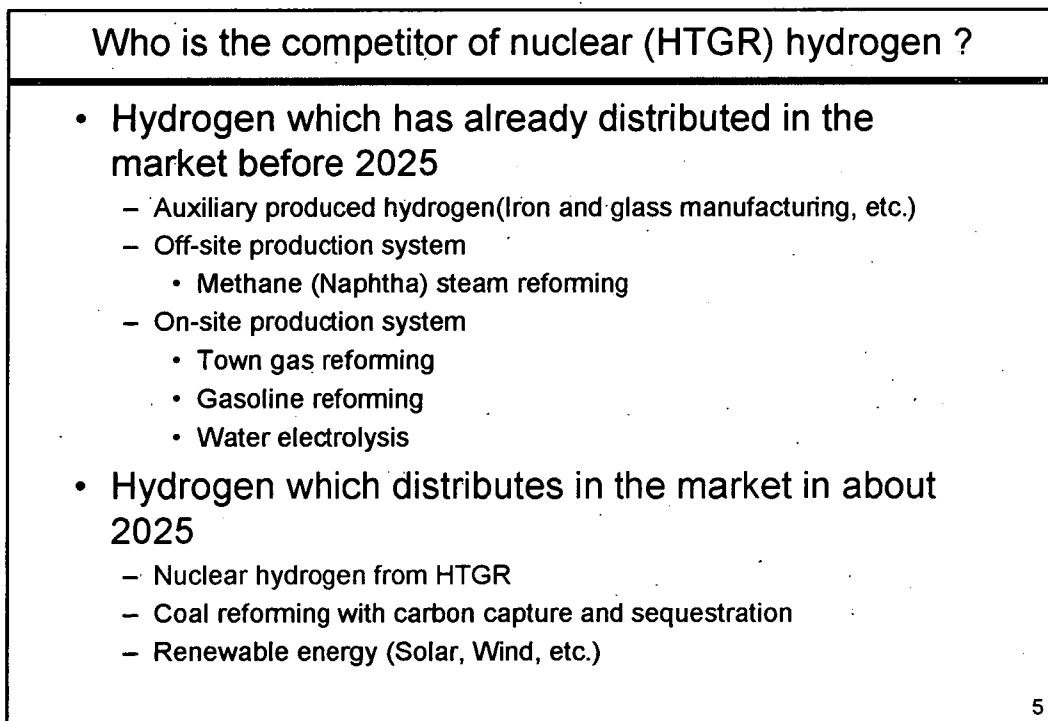 Who is the competitor of nuclear (HTGR) hydrogen ?
• Hydrogen which has already distributed in the
market before 2025
– Auxiliary produced hydrogen(Iron and glass manufacturing, etc.)
– Off-site production system
• Methane (Naphtha) steam reforming
– On-site production system
• Town gas reforming
• Gasoline reforming
• Water electrolysis
• Hydrogen which distributes in the market in about
2025
– Nuclear hydrogen from HTGR
– Coal reforming with carbon capture and sequestration
– Renewable energy (Solar, Wind, etc.)
5